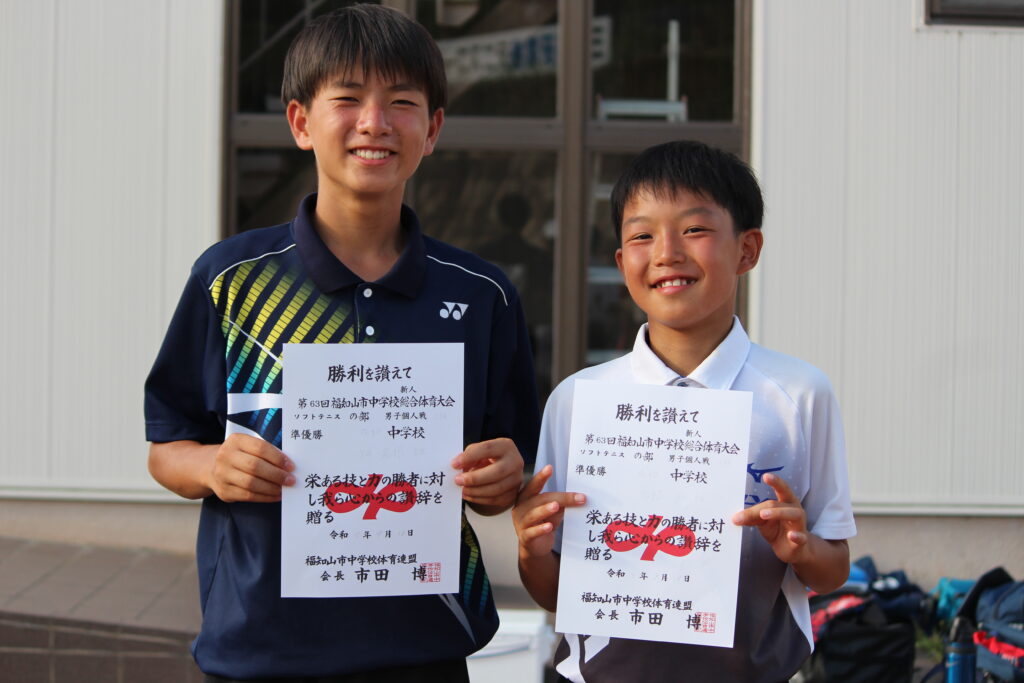 勝利を讃えて
新人
第63回福知山市中学校総合体育大会
ソフトテニス の部 男子個人戦
準優勝 中学校
栄ある技と力の勝者に対
し我ら心からの讃辞を
贈る
令和 年 月 日
福知山市中学校体育連盟
会長 市田 博
勝利を讃えて
新人
第63回福知山市中学校総合体育大会
ソフトテニス の部 男子個人戦
準優勝 中学校
栄ある技と力の勝者に対
し我ら心からの讃辞を
贈る
令和 年 月 日
福知山市中学校体育連盟
会長 市田 博